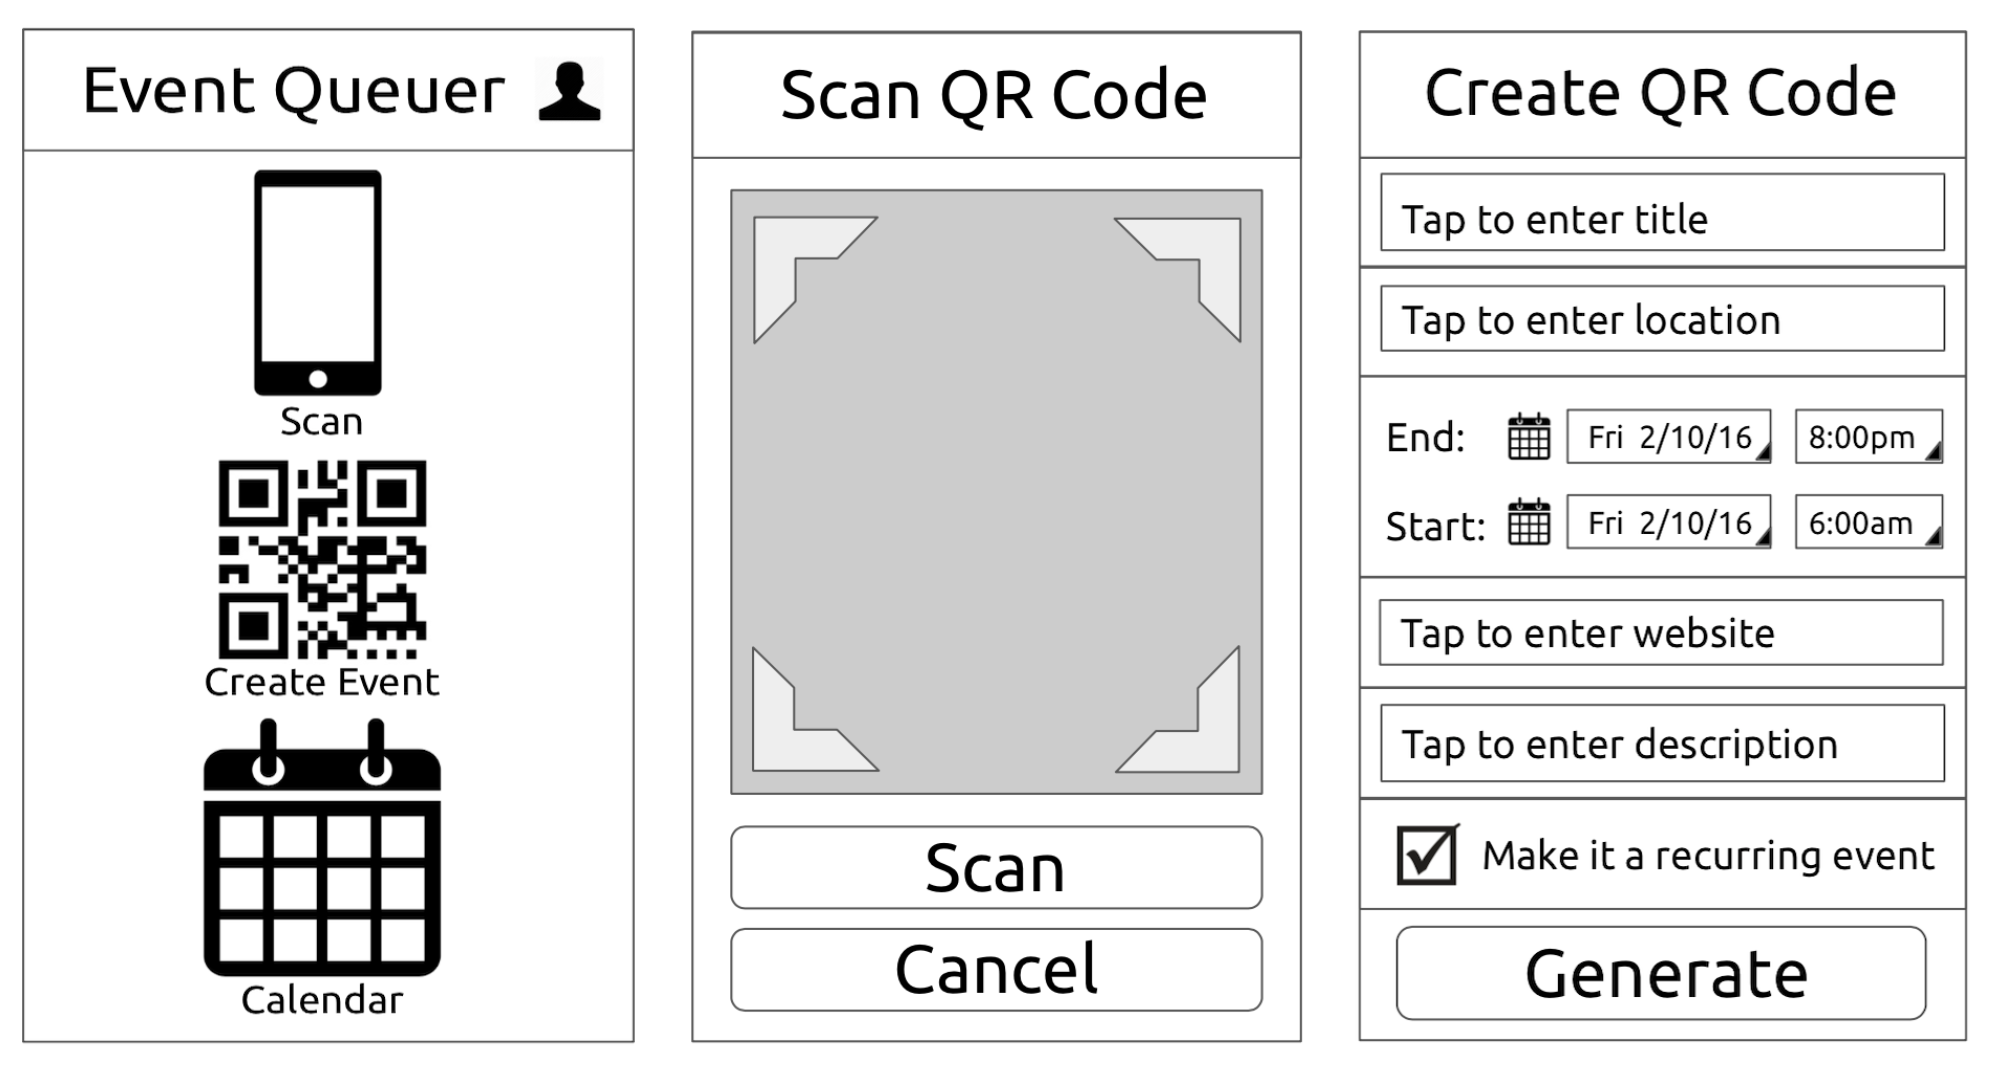 Event Queuer
Scan
Create Event
Calendar
Scan QR Code
Scan
Cancel
Create QR Code
Tap to enter title
Tap to enter location
End: Fri 2/10/16 8:00pm
Start: Fri 2/10/16 6:00am
Tap to enter website
Tap to enter description
Make it a recurring event
Generate